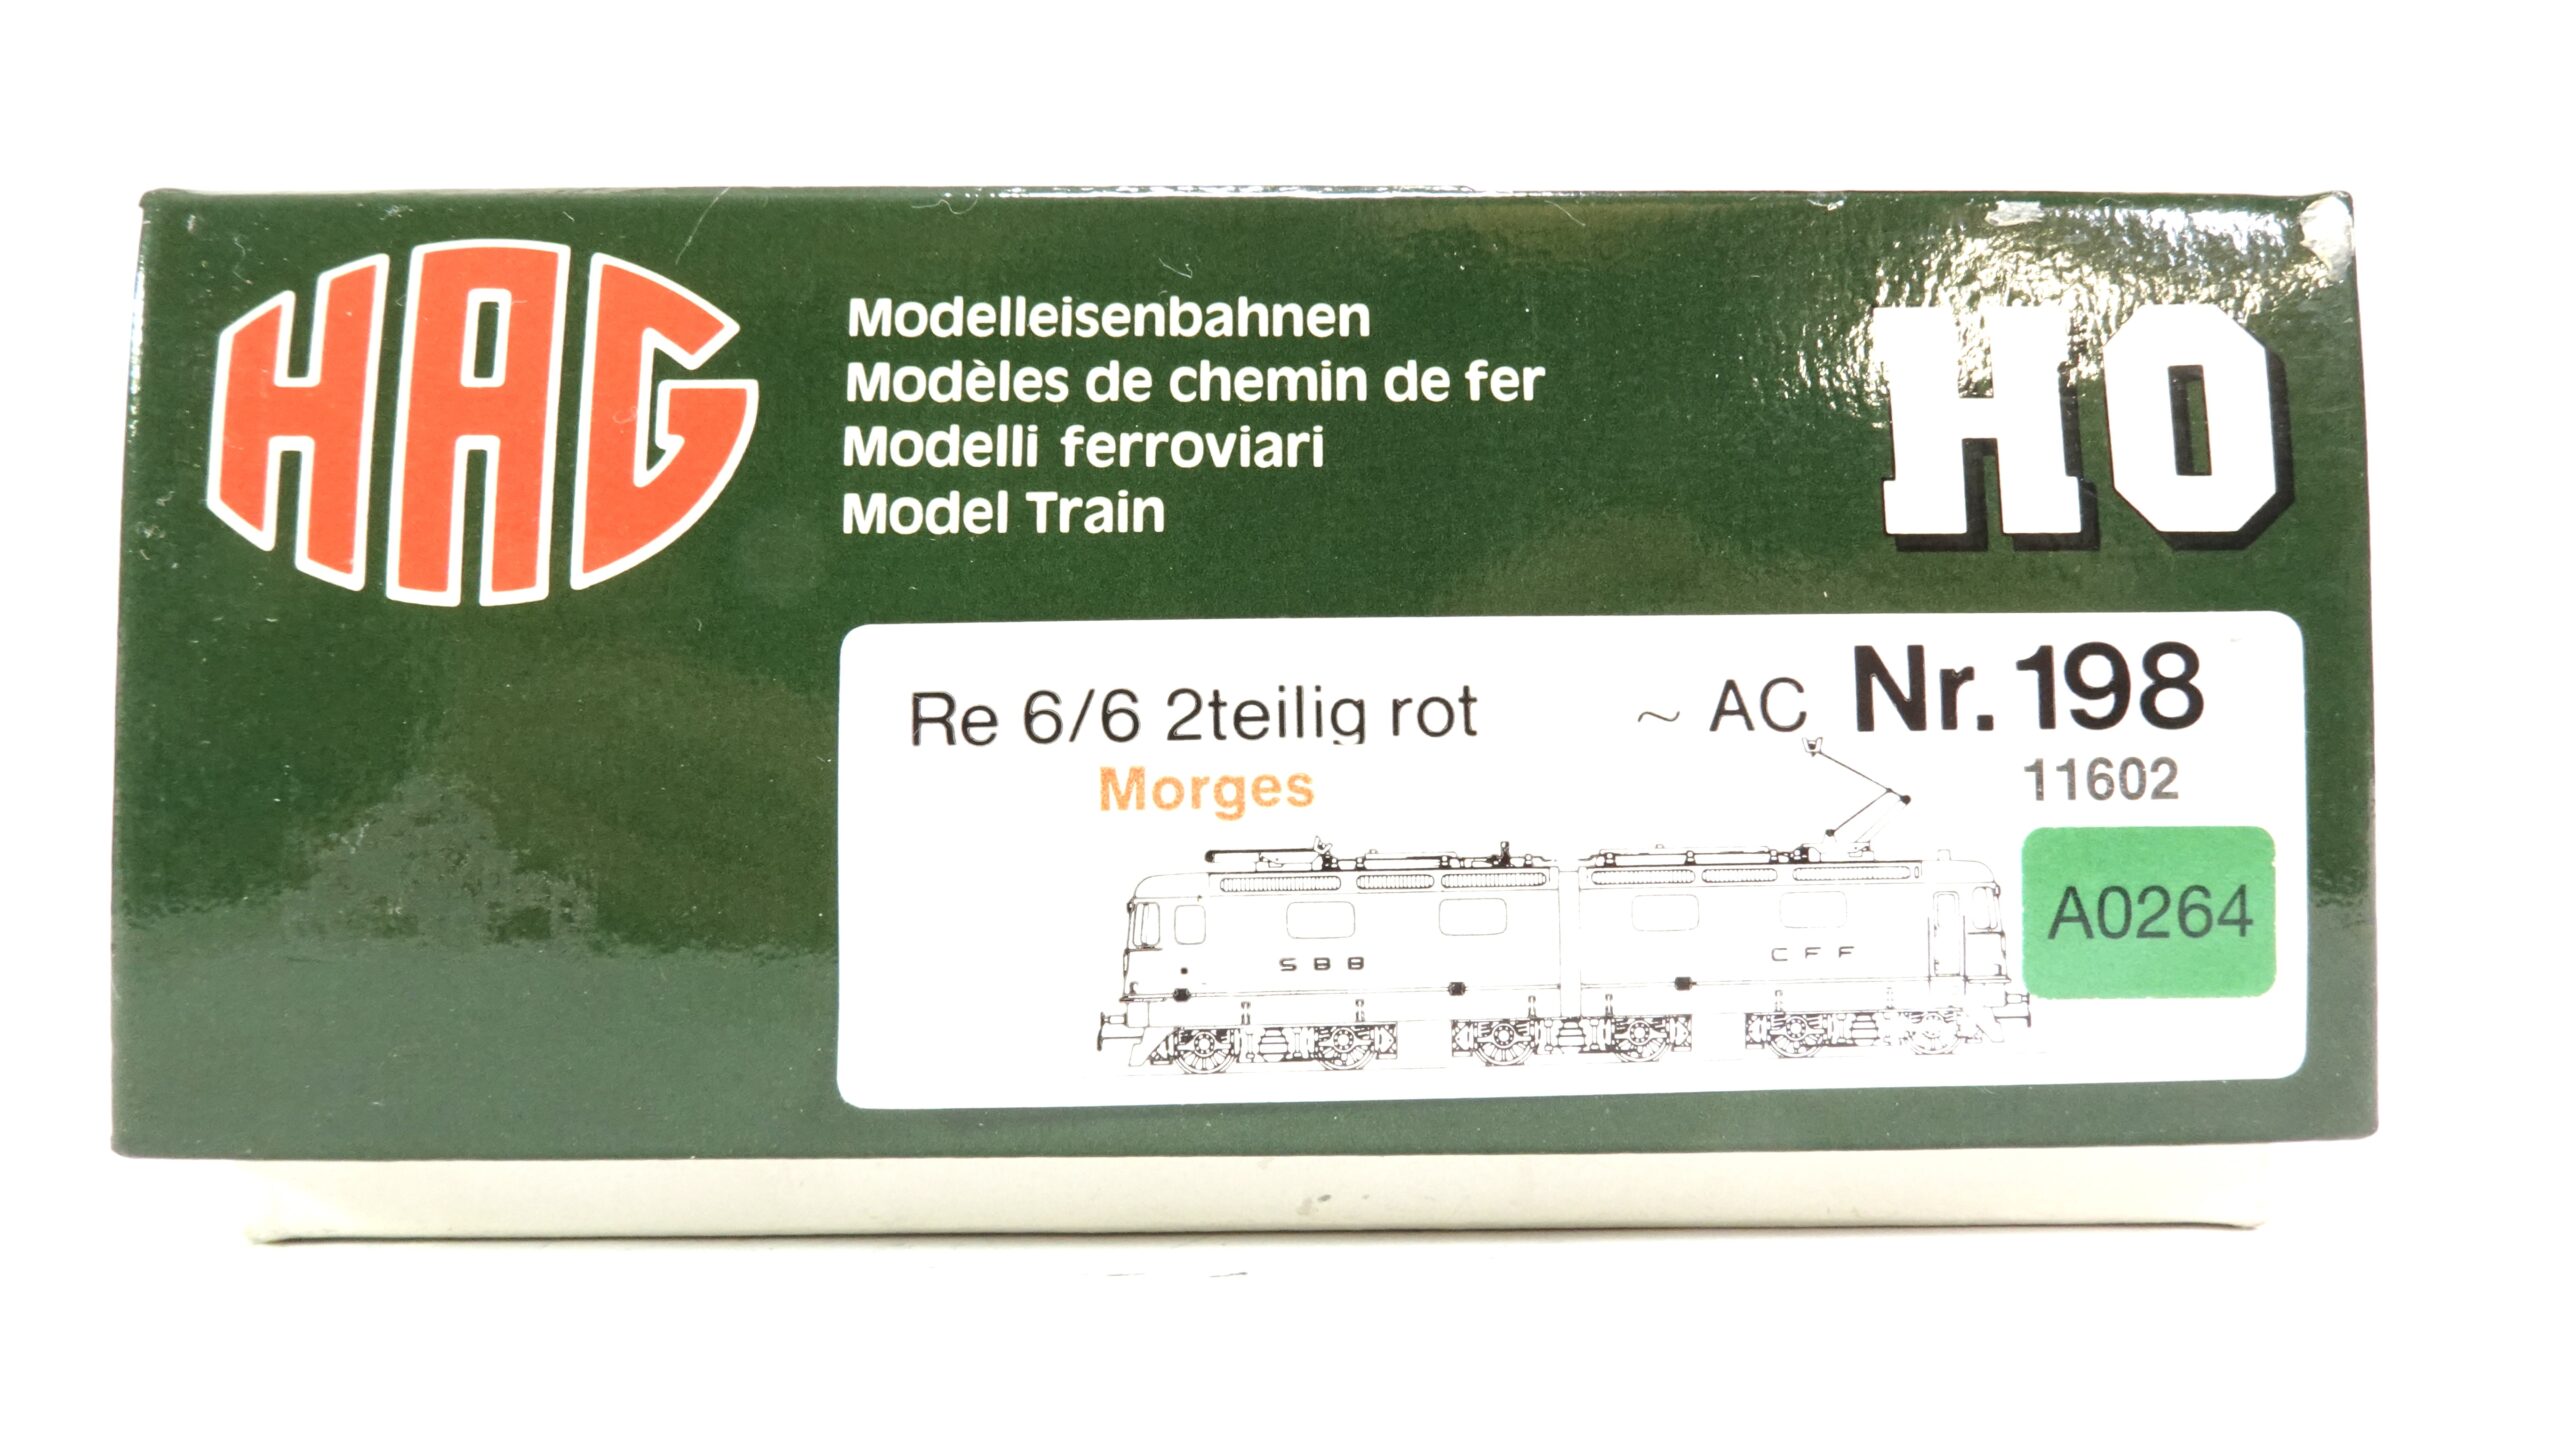 HAG
Modelleisenbahnen
Modèles de chemin de fer
Modelli ferroviari
Model Train
HO
Re 6/6 2teilig rot ~ AC Nr. 198
Morges
11602
A0264
SBB
CFF